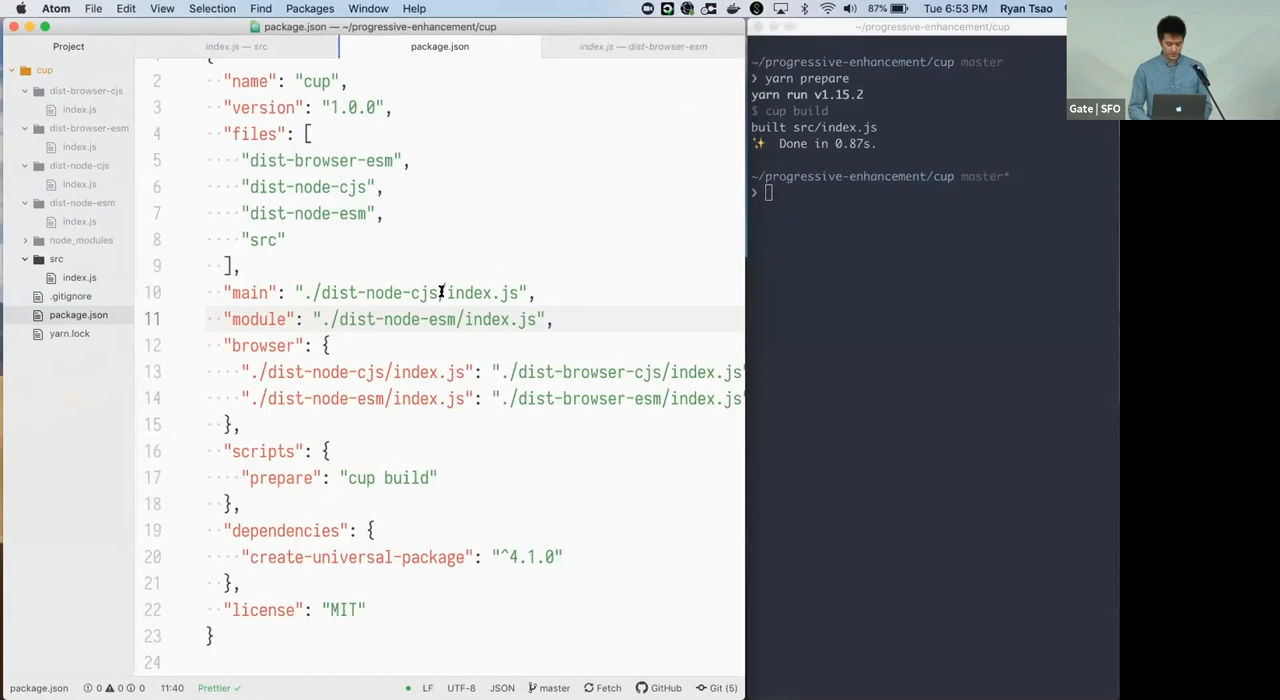 Atom File Edit View Selection Find Packages Window Help 87% Tue 6:53 PM Ryan Tsao
package.json — ~/progressive-enhancement/cup
~/progressive-enhancement/cup
Project
index.js — src
package.json
index.js — dist-browser-esm
cup
dist-browser-cjs
index.js
dist-browser-esm
index.js
dist-node-cjs
index.js
dist-node-esm
index.js
node_modules
src
index.js
.gitignore
package.json
yarn.lock
2 "name": "cup",
3 "version": "1.0.0",
4 "files": [
5 "dist-browser-esm",
6 "dist-node-cjs",
7 "dist-node-esm",
8 "src"
9 ],
10 "main": "./dist-node-cjs/index.js",
11 "module": "./dist-node-esm/index.js",
12 "browser": {
13 "./dist-node-cjs/index.js": "./dist-browser-cjs/index.js"
14 "./dist-node-esm/index.js": "./dist-browser-esm/index.js"
15 },
16 "scripts": {
17 "prepare": "cup build"
18 },
19 "dependencies": {
20 "create-universal-package": "^4.1.0"
21 },
22 "license": "MIT"
23 }
24
package.json 0 0 0 11:40 Prettier ✓ LF UTF-8 JSON master Fetch GitHub Git (5)
~/progressive-enhancement/cup master
❯ yarn prepare
yarn run v1.15.2
$ cup build
built src/index.js
✨ Done in 0.87s.
~/progressive-enhancement/cup master*
❯
Gate | SFO